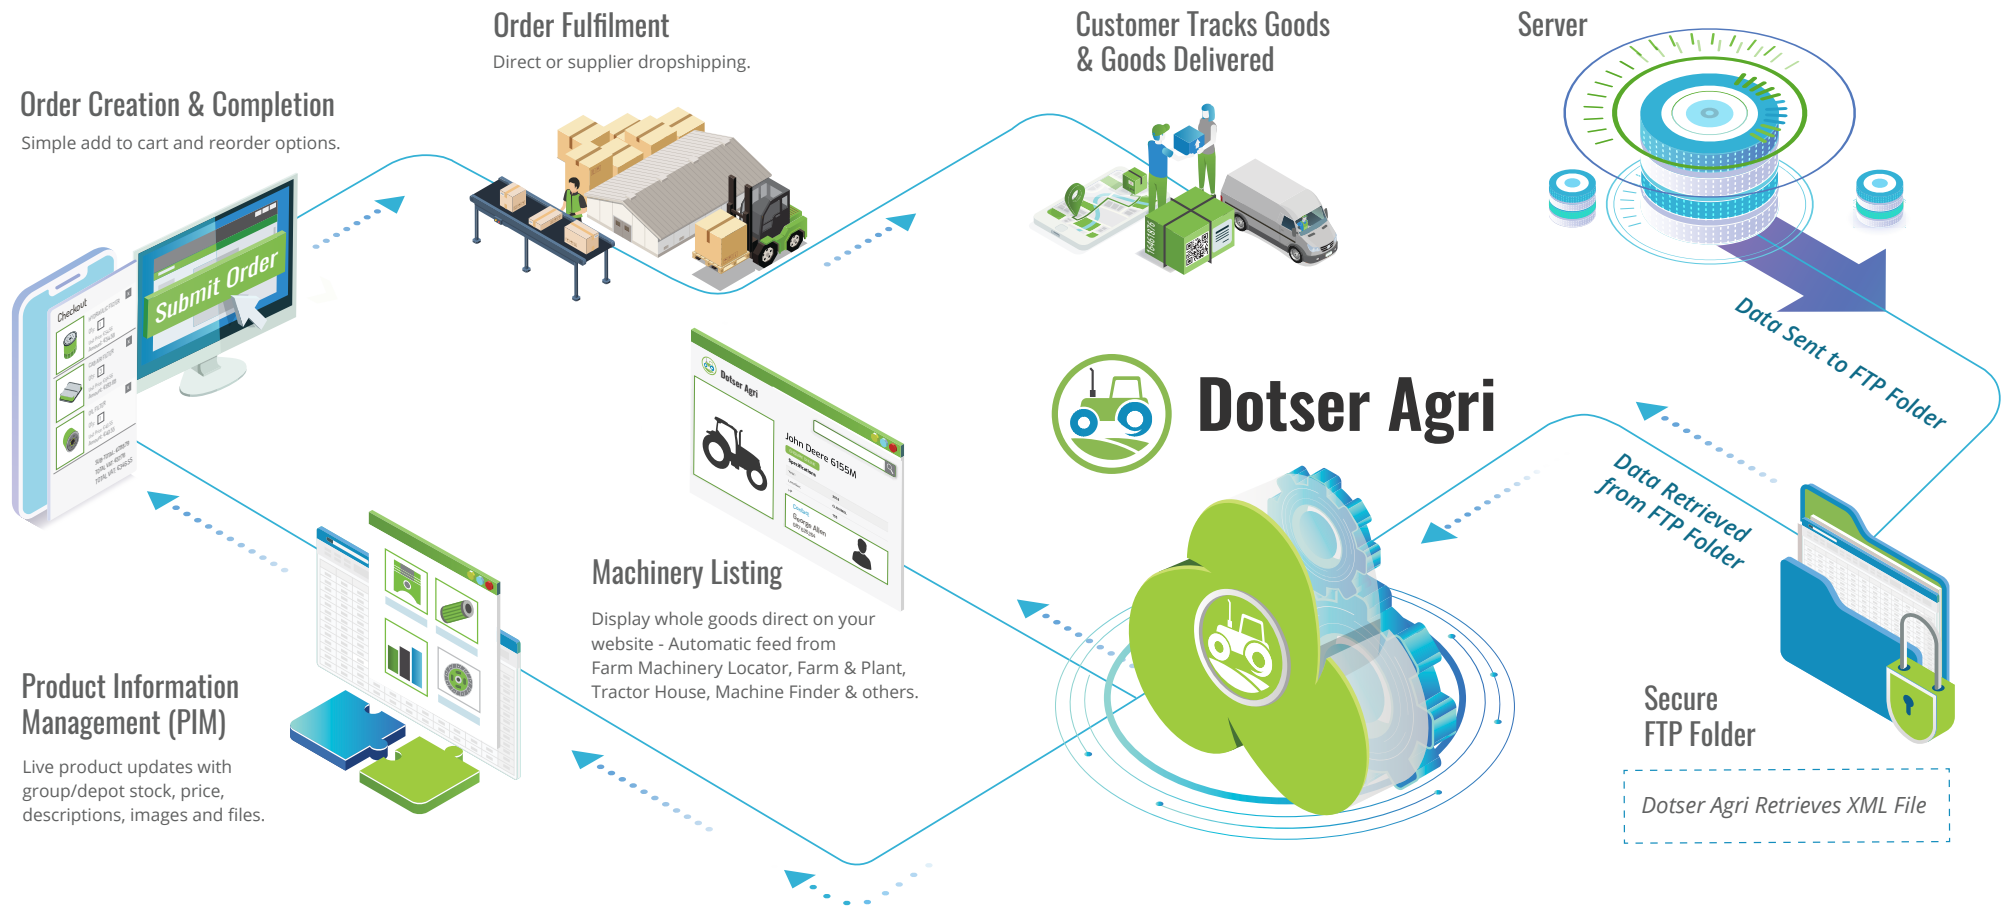 Order Fulfilment
Direct or supplier dropshipping.
Customer Tracks Goods
& Goods Delivered
Server
Order Creation & Completion
Simple add to cart and reorder options.
Submit Order
Checkout
Data Sent to FTP Folder
Dotser Agri
Dotser Agri
John Deere 6155M
Specifications
Contact
George Allen
Data Retrieved
from FTP Folder
Machinery Listing
Display whole goods direct on your
website - Automatic feed from
Farm Machinery Locator, Farm & Plant,
Tractor House, Machine Finder & others.
Product Information
Management (PIM)
Live product updates with
group/depot stock, price,
descriptions, images and files.
Secure
FTP Folder
Dotser Agri Retrieves XML File